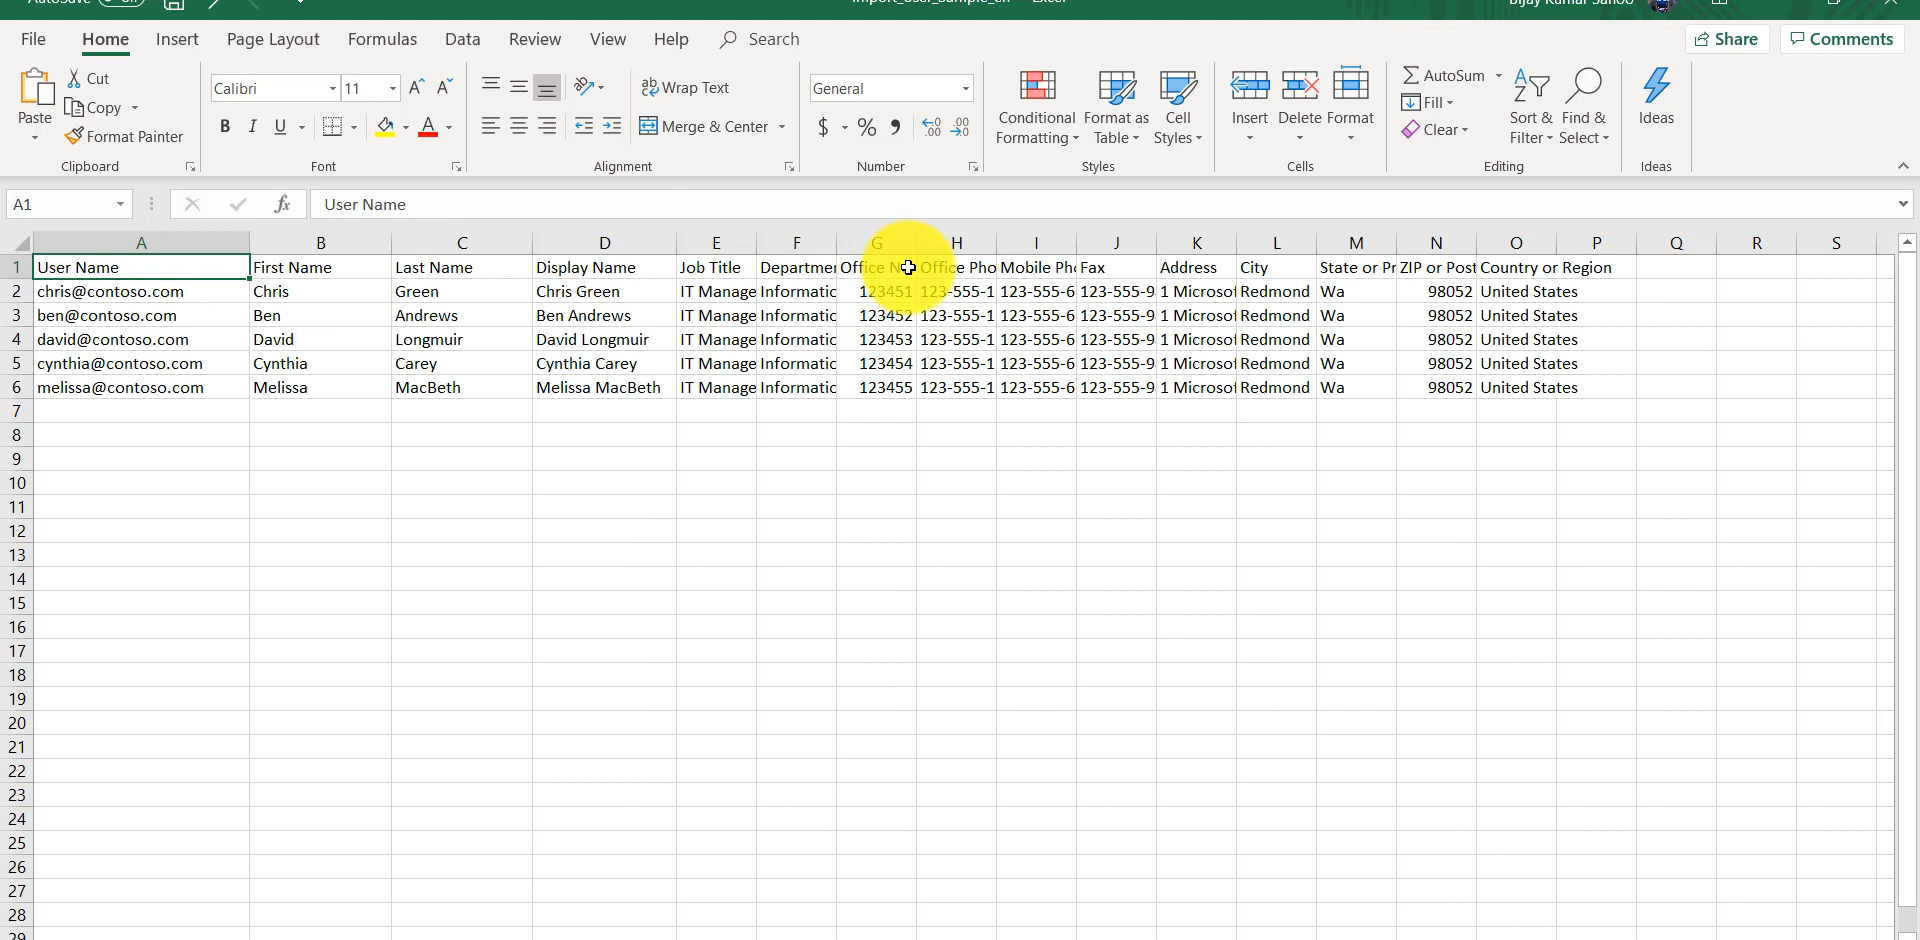 File Home Insert Page Layout Formulas Data Review View Help Search Share Comments
Paste Cut Copy Format Painter Clipboard
Calibri 11 B I U A Font
ab Wrap Text Merge & Center Alignment
General $ % Number
Conditional Formatting Format as Table Cell Styles Styles
Insert Delete Format Cells
AutoSum Fill Clear Sort & Filter Find & Select Editing
Ideas Ideas
A1 fx User Name
A B C D E F G H I J K L M N O P Q R S
1 User Name First Name Last Name Display Name Job Title Departmer Office N Office Pho Mobile Pho Fax Address City State or Pr ZIP or Post Country or Region
2 chris@contoso.com Chris Green Chris Green IT Manage Informatic 123451 123-555-1 123-555-6 123-555-9 1 Microsof Redmond Wa 98052 United States
3 ben@contoso.com Ben Andrews Ben Andrews IT Manage Informatic 123452 123-555-1 123-555-6 123-555-9 1 Microsof Redmond Wa 98052 United States
4 david@contoso.com David Longmuir David Longmuir IT Manage Informatic 123453 123-555-1 123-555-6 123-555-9 1 Microsof Redmond Wa 98052 United States
5 cynthia@contoso.com Cynthia Carey Cynthia Carey IT Manage Informatic 123454 123-555-1 123-555-6 123-555-9 1 Microsof Redmond Wa 98052 United States
6 melissa@contoso.com Melissa MacBeth Melissa MacBeth IT Manage Informatic 123455 123-555-1 123-555-6 123-555-9 1 Microsof Redmond Wa 98052 United States
7
8
9
10
11
12
13
14
15
16
17
18
19
20
21
22
23
24
25
26
27
28
29